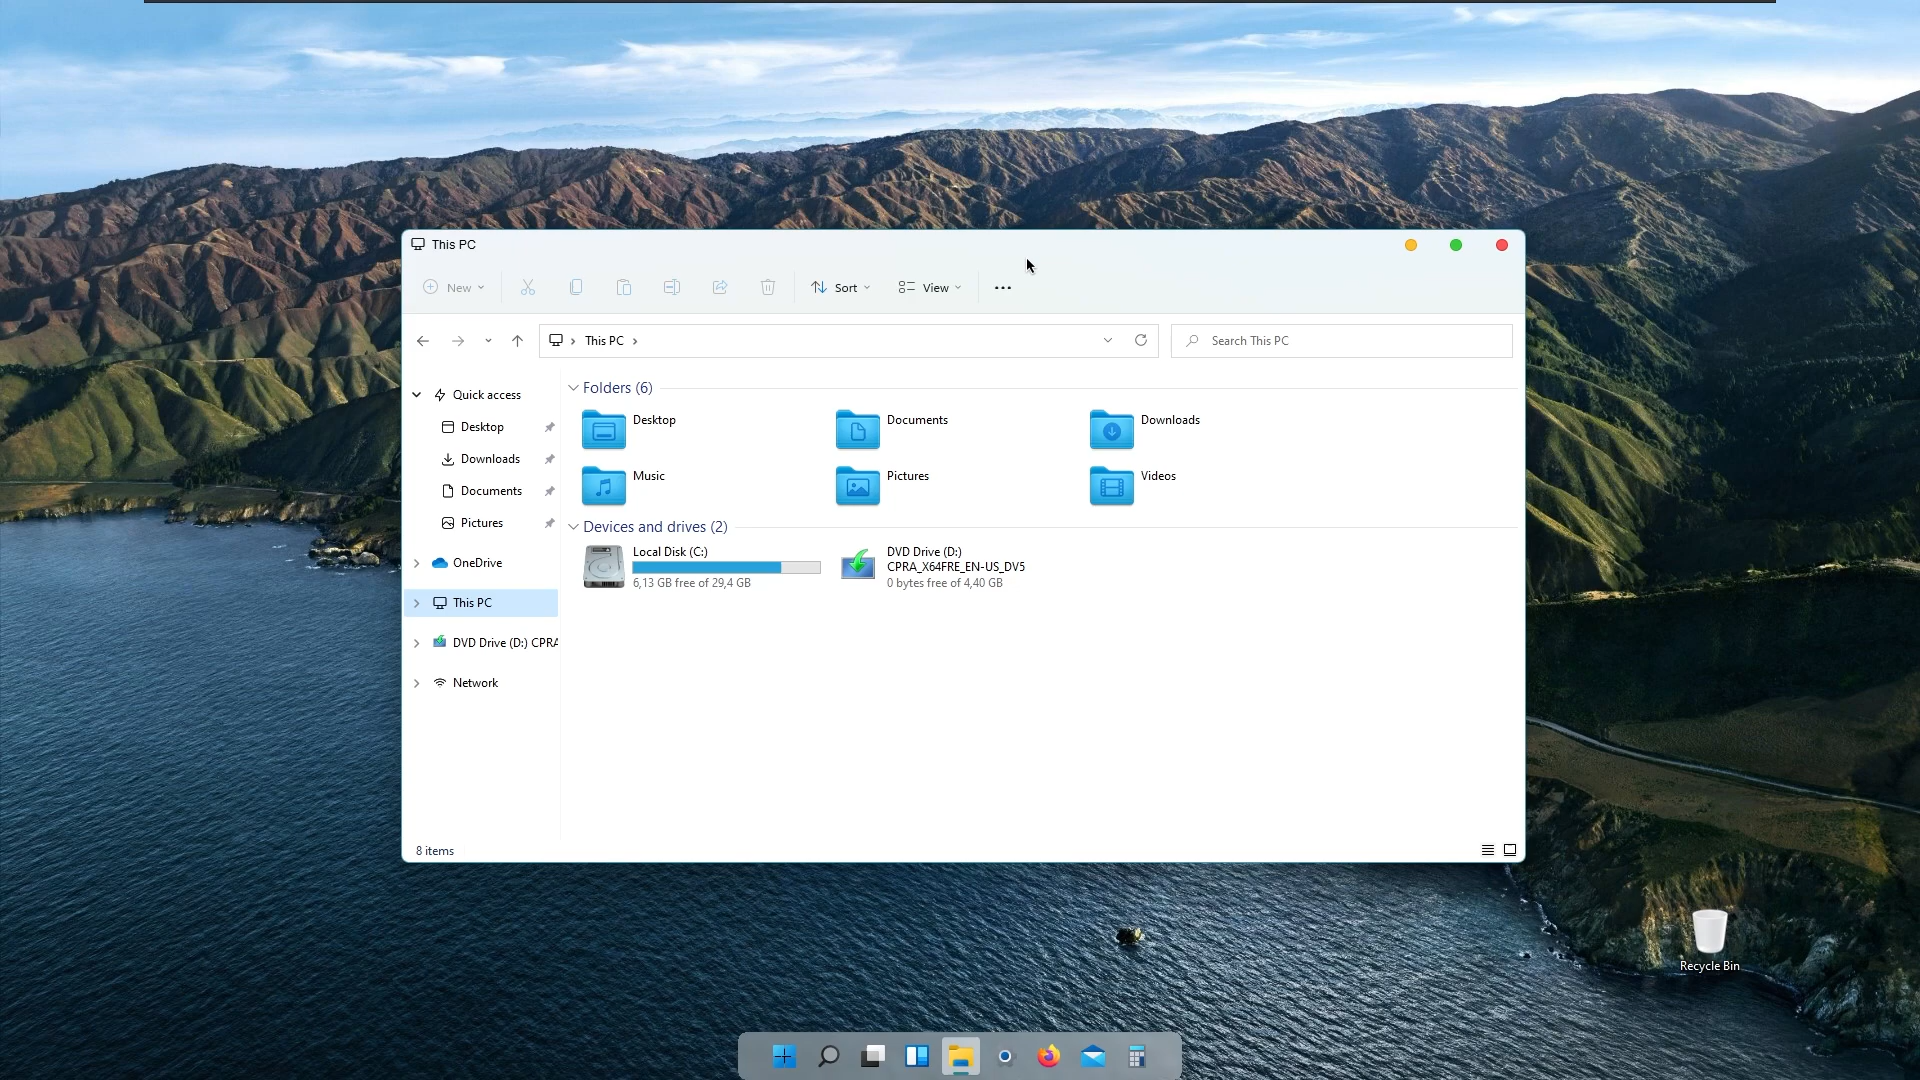 This PC
New
Sort
View
This PC
Search This PC
Quick access
Desktop
Downloads
Documents
Pictures
OneDrive
This PC
DVD Drive (D:) CPRA
Network
Folders (6)
Desktop
Documents
Downloads
Music
Pictures
Videos
Devices and drives (2)
Local Disk (C:)
6,13 GB free of 29,4 GB
DVD Drive (D:)
CPRA_X64FRE_EN-US_DV5
0 bytes free of 4,40 GB
8 items
Recycle Bin